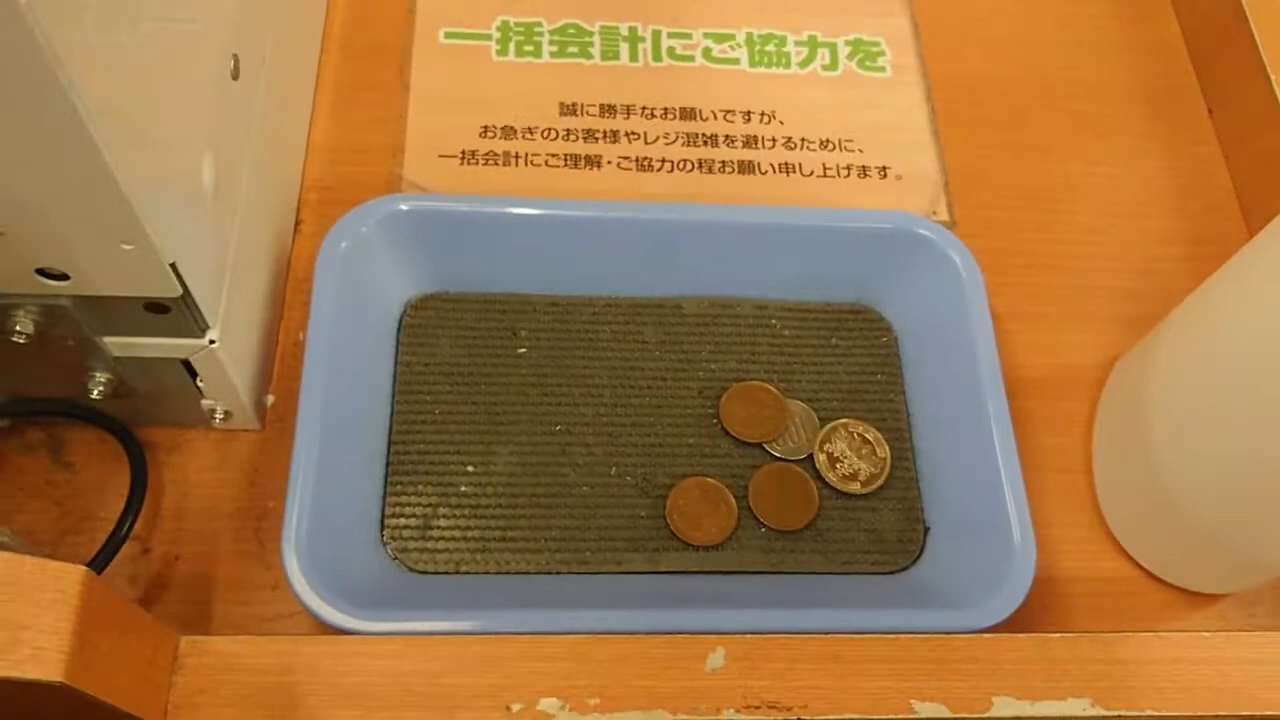 一括会計にご協力を
誠に勝手なお願いですが、
お急ぎのお客様やレジ混雑を避けるために、
一括会計にご理解・ご協力の程お願い申し上げます。